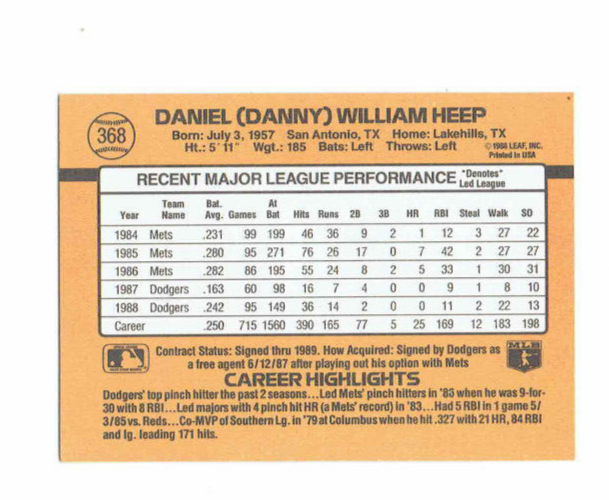 368
DANIEL (DANNY) WILLIAM HEEP
Born: July 3, 1957 San Antonio, TX Home: Lakehills, TX
Ht.: 5' 11" Wgt.: 185 Bats: Left Throws: Left ©1988 LEAF, INC.
Printed in USA
RECENT MAJOR LEAGUE PERFORMANCE *Denotes* Led League
Year Team Name Bat. Avg. Games At Bat Hits Runs 2B 3B HR RBI Steal Walk SO
1984 Mets .231 99 199 46 36 9 2 1 12 3 27 22
1985 Mets .280 95 271 76 26 17 0 7 42 2 27 27
1986 Mets .282 86 195 55 24 8 2 5 33 1 30 31
1987 Dodgers .163 60 98 16 7 4 0 0 9 1 8 10
1988 Dodgers .242 95 149 36 14 2 0 0 11 2 22 13
Career .250 715 1560 390 165 77 5 25 169 12 183 198
Contract Status: Signed thru 1989. How Acquired: Signed by Dodgers as
a free agent 6/12/87 after playing out his option with Mets
MLB
CAREER HIGHLIGHTS
Dodgers' top pinch hitter the past 2 seasons...Led Mets' pinch hitters in '83 when he was 9-for-
30 with 8 RBI...Led majors with 4 pinch hit HR (a Mets' record) in '83...Had 5 RBI in 1 game 5/
3/85 vs. Reds...Co-MVP of Southern Lg. in '79 at Columbus when he hit .327 with 21 HR, 84 RBI
and lg. leading 171 hits.